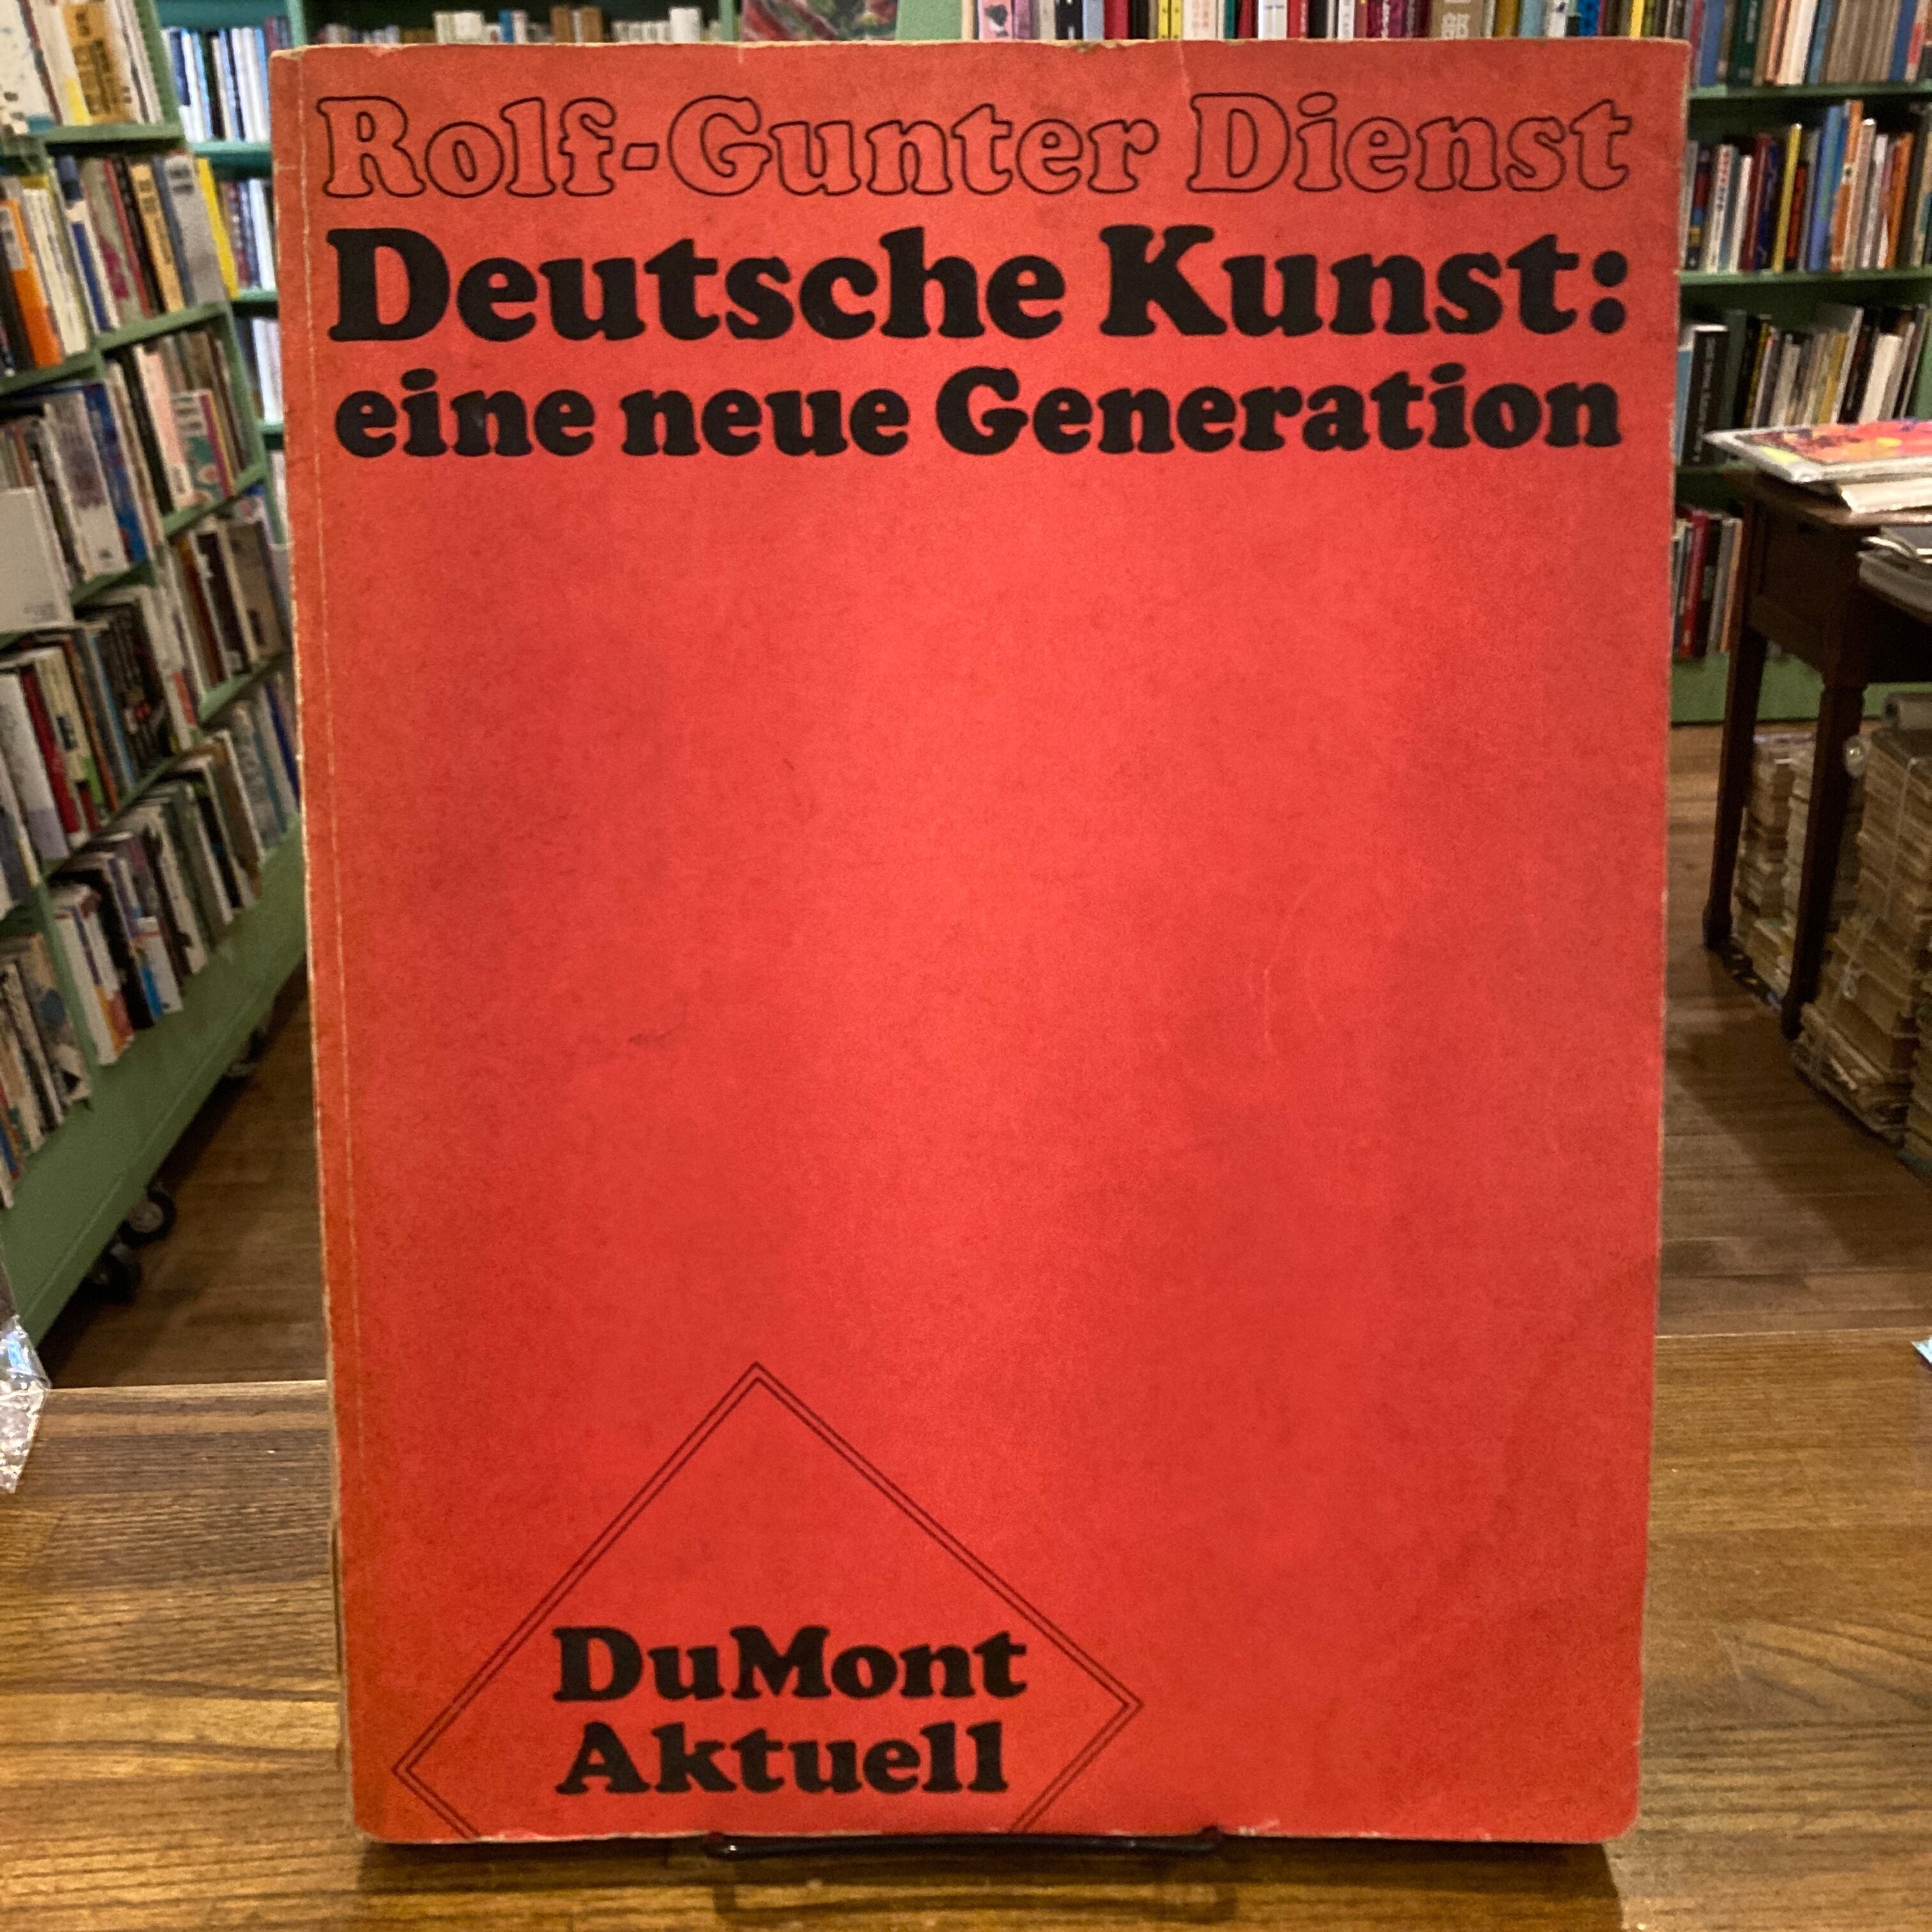 Rolf-Gunter Dienst
Deutsche Kunst:
eine neue Generation
DuMont
Aktuell